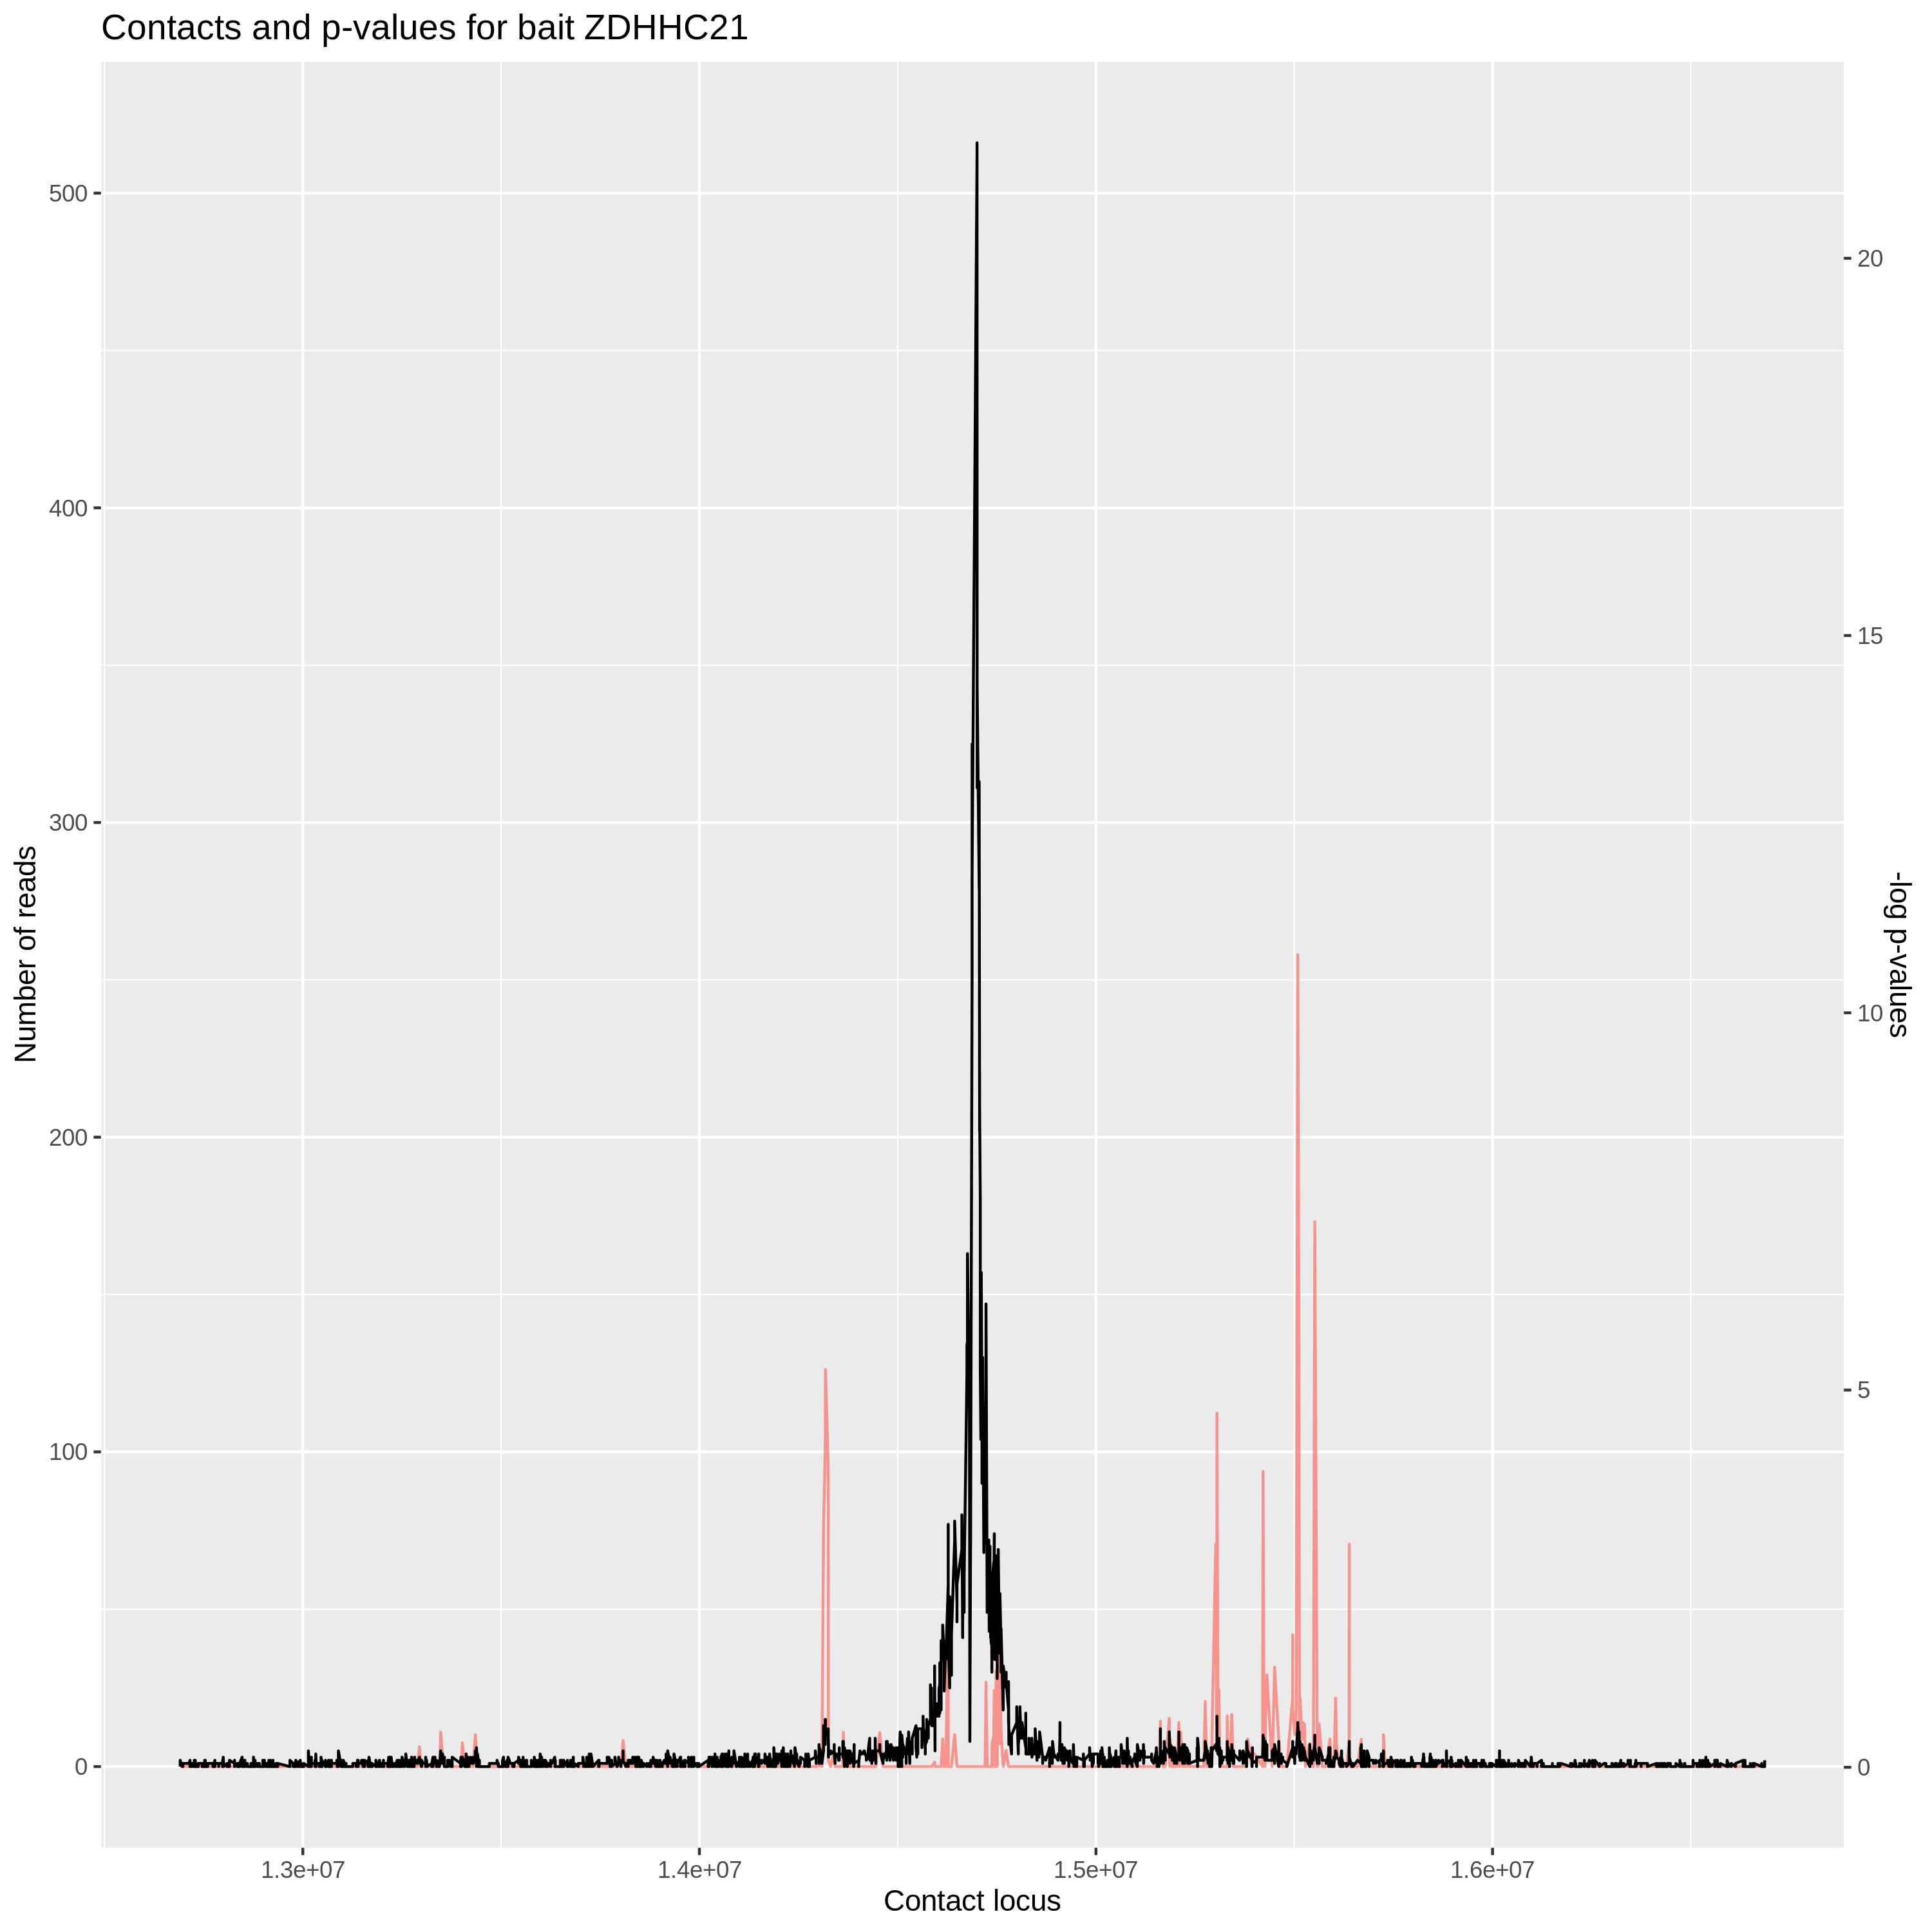 Contacts and p-values for bait ZDHHC21
500
400
300
200
100
0
Number of reads
20
15
10
5
0
-log p-values
1.3e+07
1.4e+07
1.5e+07
1.6e+07
Contact locus